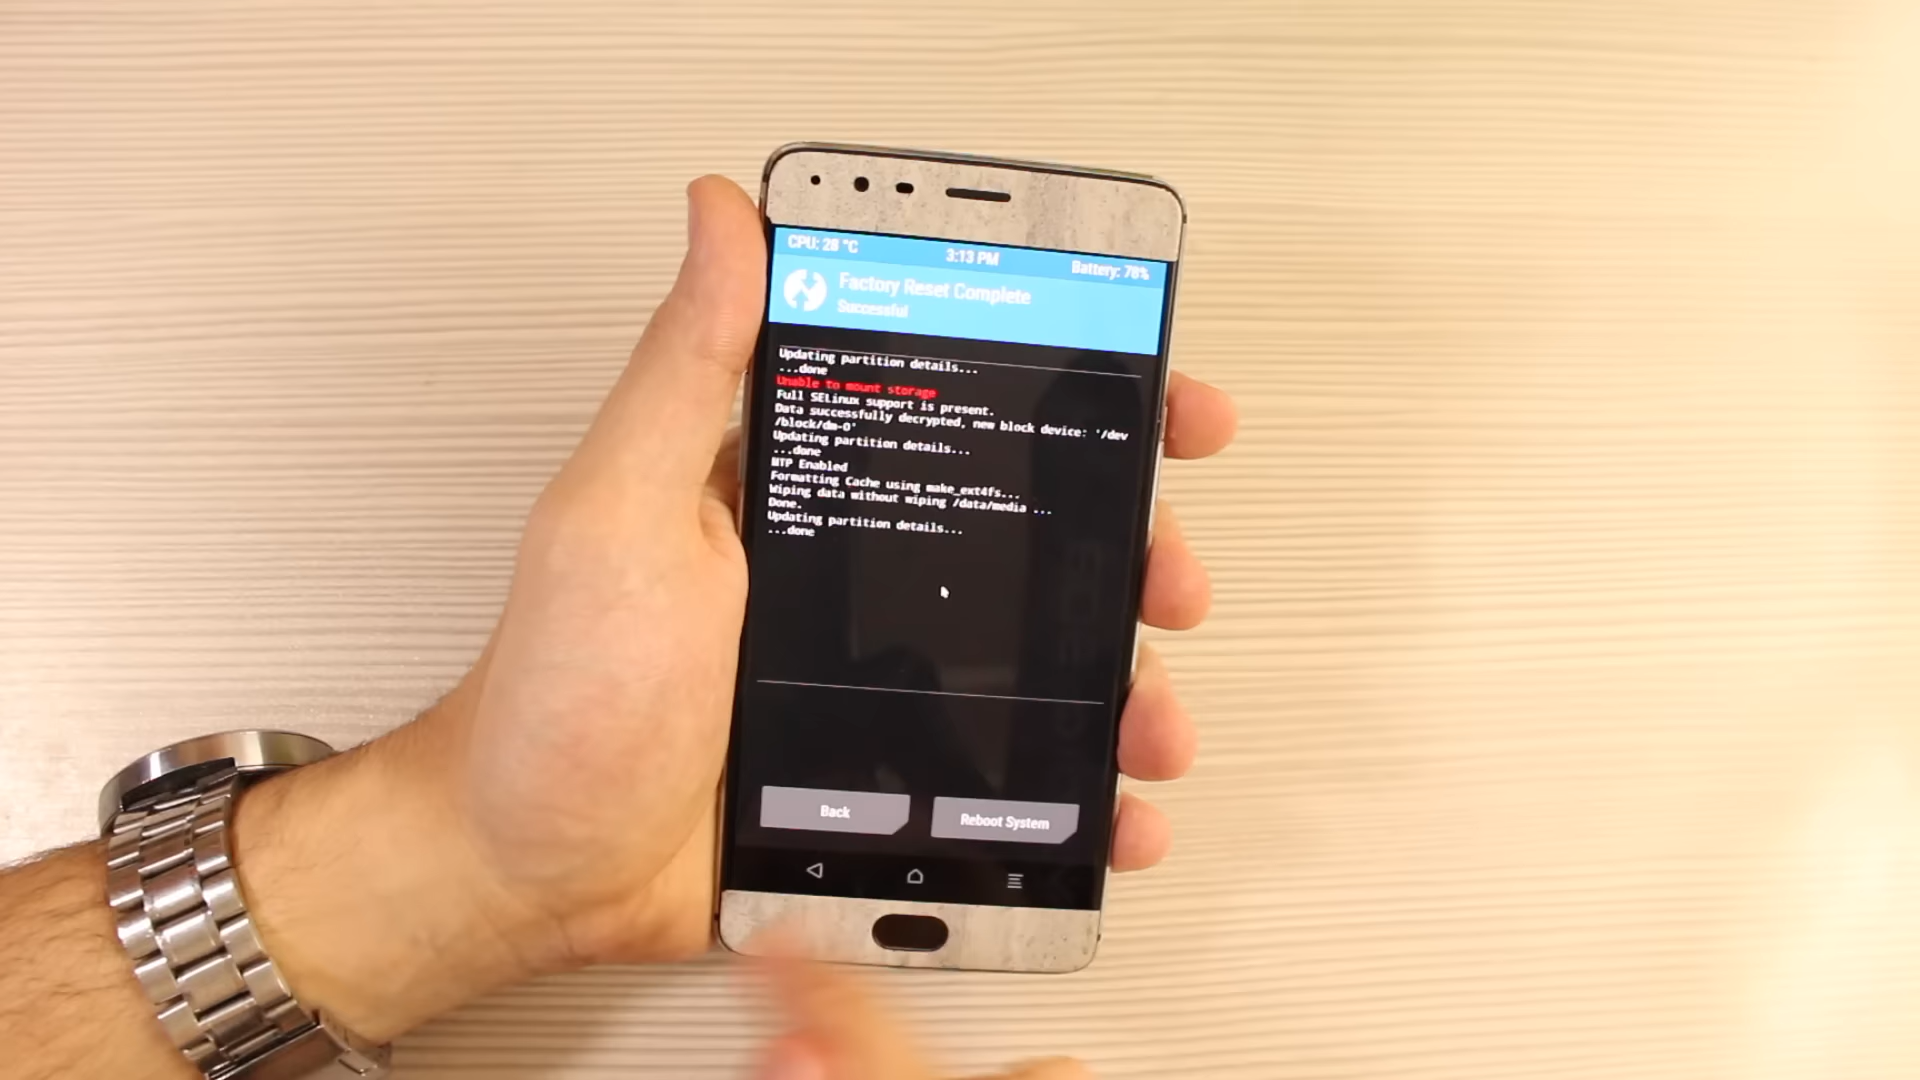 CPU: 28 °C
3:13 PM
Battery: 78%
Factory Reset Complete
Successful
Updating partition details...
...done
Unable to mount storage
Full SELinux support is present.
Data successfully decrypted, new block device: '/dev
/block/dm-0'
Updating partition details...
...done
MTP Enabled
Formatting Cache using make_ext4fs...
Wiping data without wiping /data/media ...
Done.
Updating partition details...
...done
Back
Reboot System